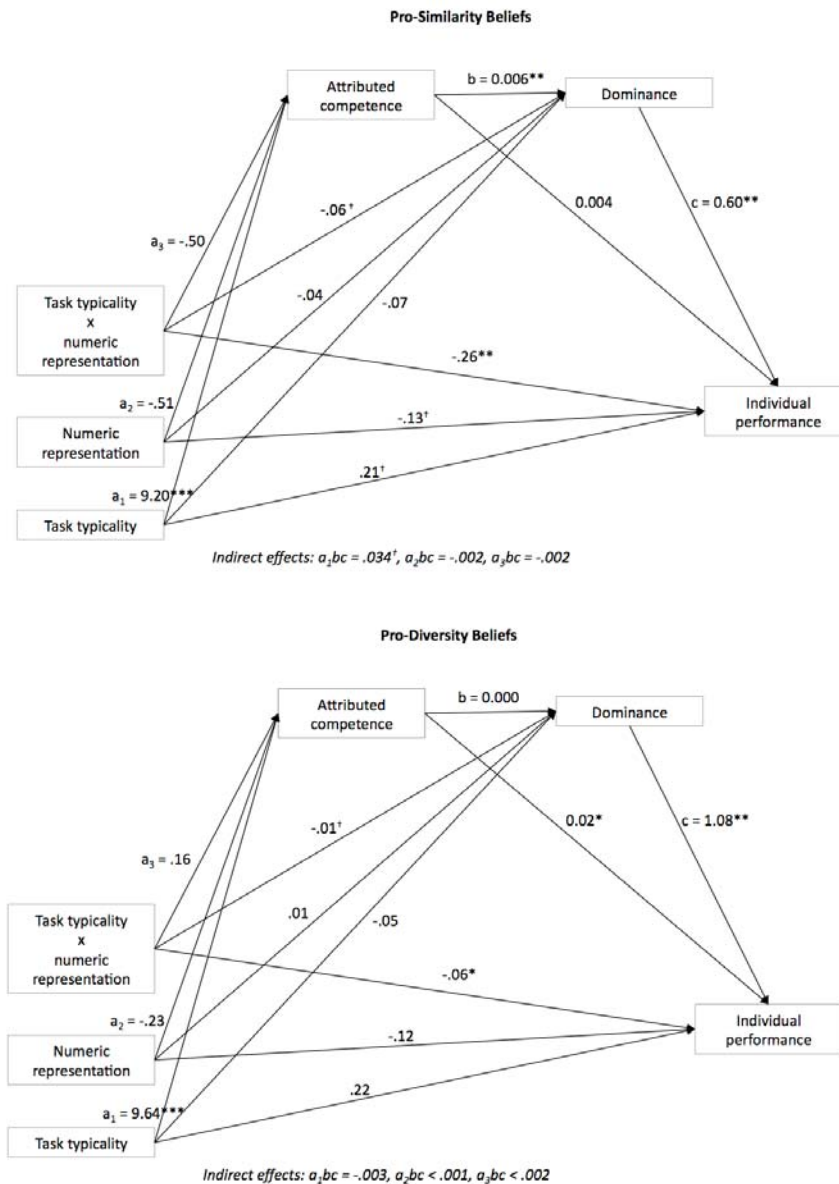 Pro-Similarity Beliefs
Attributed
competence
b = 0.006**
Dominance
-.06†
0.004
c = 0.60**
a₃ = -.50
-.04
-.07
Task typicality
x
numeric
representation
-.26**
a₂ = -.51
Numeric
representation
-.13†
Individual
performance
a₁ = 9.20***
.21†
Task typicality
Indirect effects: a₁bc = .034†, a₂bc = -.002, a₃bc = -.002
Pro-Diversity Beliefs
Attributed
competence
b = 0.000
Dominance
-.01†
0.02*
c = 1.08**
a₃ = .16
.01
-.05
Task typicality
x
numeric
representation
-.06*
a₂ = -.23
Numeric
representation
-.12
Individual
performance
a₁ = 9.64***
.22
Task typicality
Indirect effects: a₁bc = -.003, a₂bc < .001, a₃bc < .002